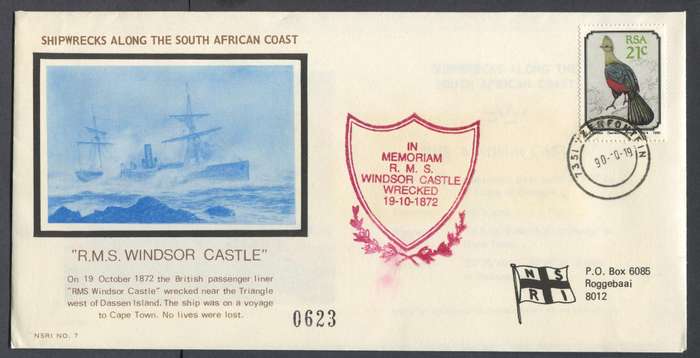 SHIPWRECKS ALONG THE SOUTH AFRICAN COAST
"R.M.S. WINDSOR CASTLE"
On 19 October 1872 the British passenger liner
"RMS Windsor Castle" wrecked near the Triangle
west of Dassen Island. The ship was on a voyage
to Cape Town. No lives were lost.
NSRI NO. 7
0623
IN
MEMORIAM
R. M. S.
WINDSOR CASTLE
WRECKED
19-10-1872
RSA
21c
7351 YZERFONTEIN
N S
R I
P.O. Box 6085
Roggebaai
8012